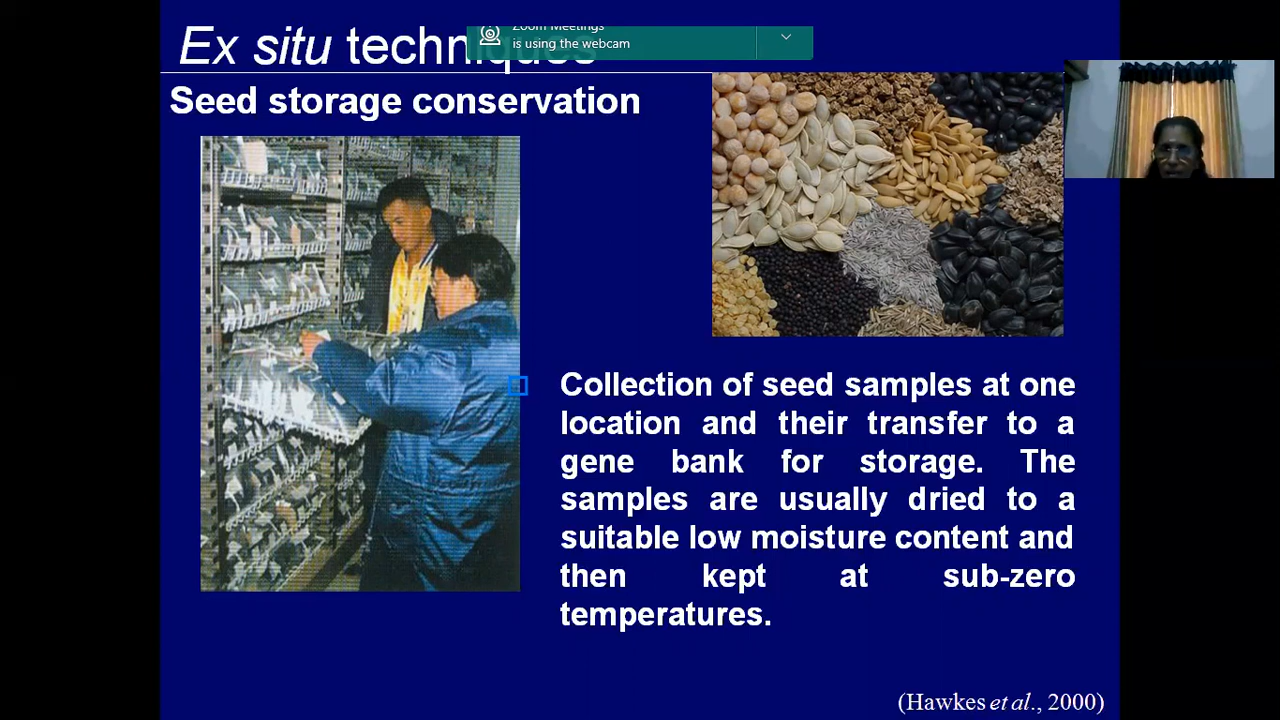 Ex situ techniques
Zoom Meetings
is using the webcam
Seed storage conservation
Collection of seed samples at one
location and their transfer to a
gene bank for storage. The
samples are usually dried to a
suitable low moisture content and
then kept at sub-zero
temperatures.
(Hawkes et al., 2000)